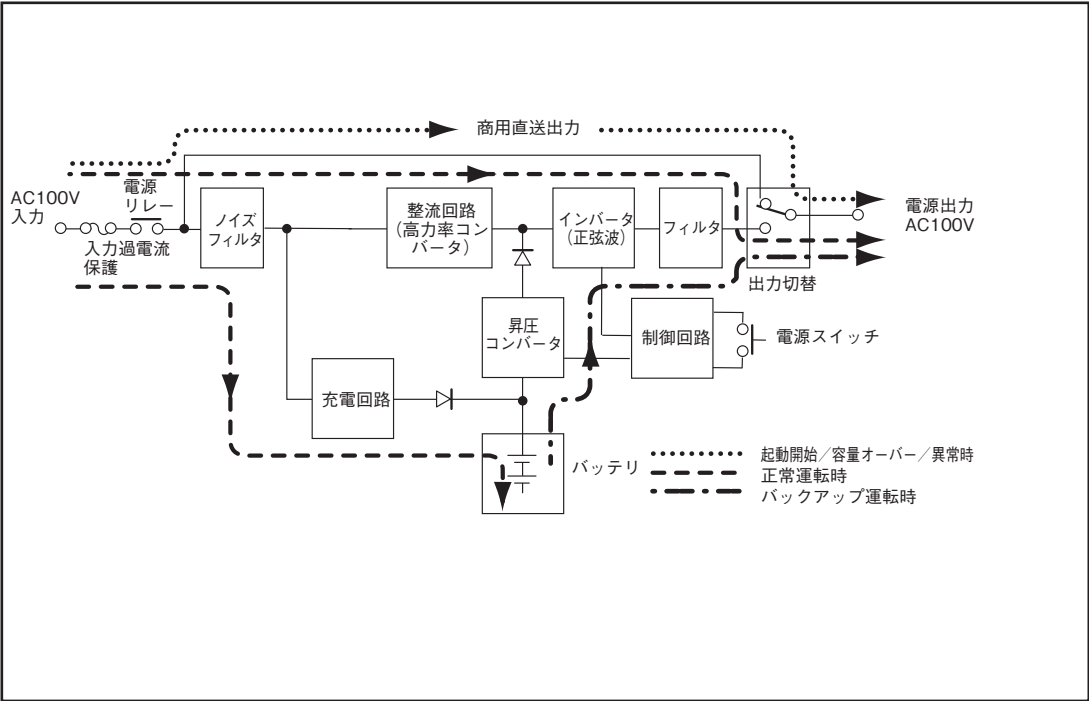 商用直送出力
AC100V
入力
電源
リレー
入力過電流
保護
ノイズ
フィルタ
整流回路
(高力率コン
バータ)
インバータ
(正弦波)
フィルタ
電源出力
AC100V
出力切替
昇圧
コンバータ
制御回路
電源スイッチ
充電回路
バッテリ
起動開始／容量オーバー／異常時
正常運転時
バックアップ運転時